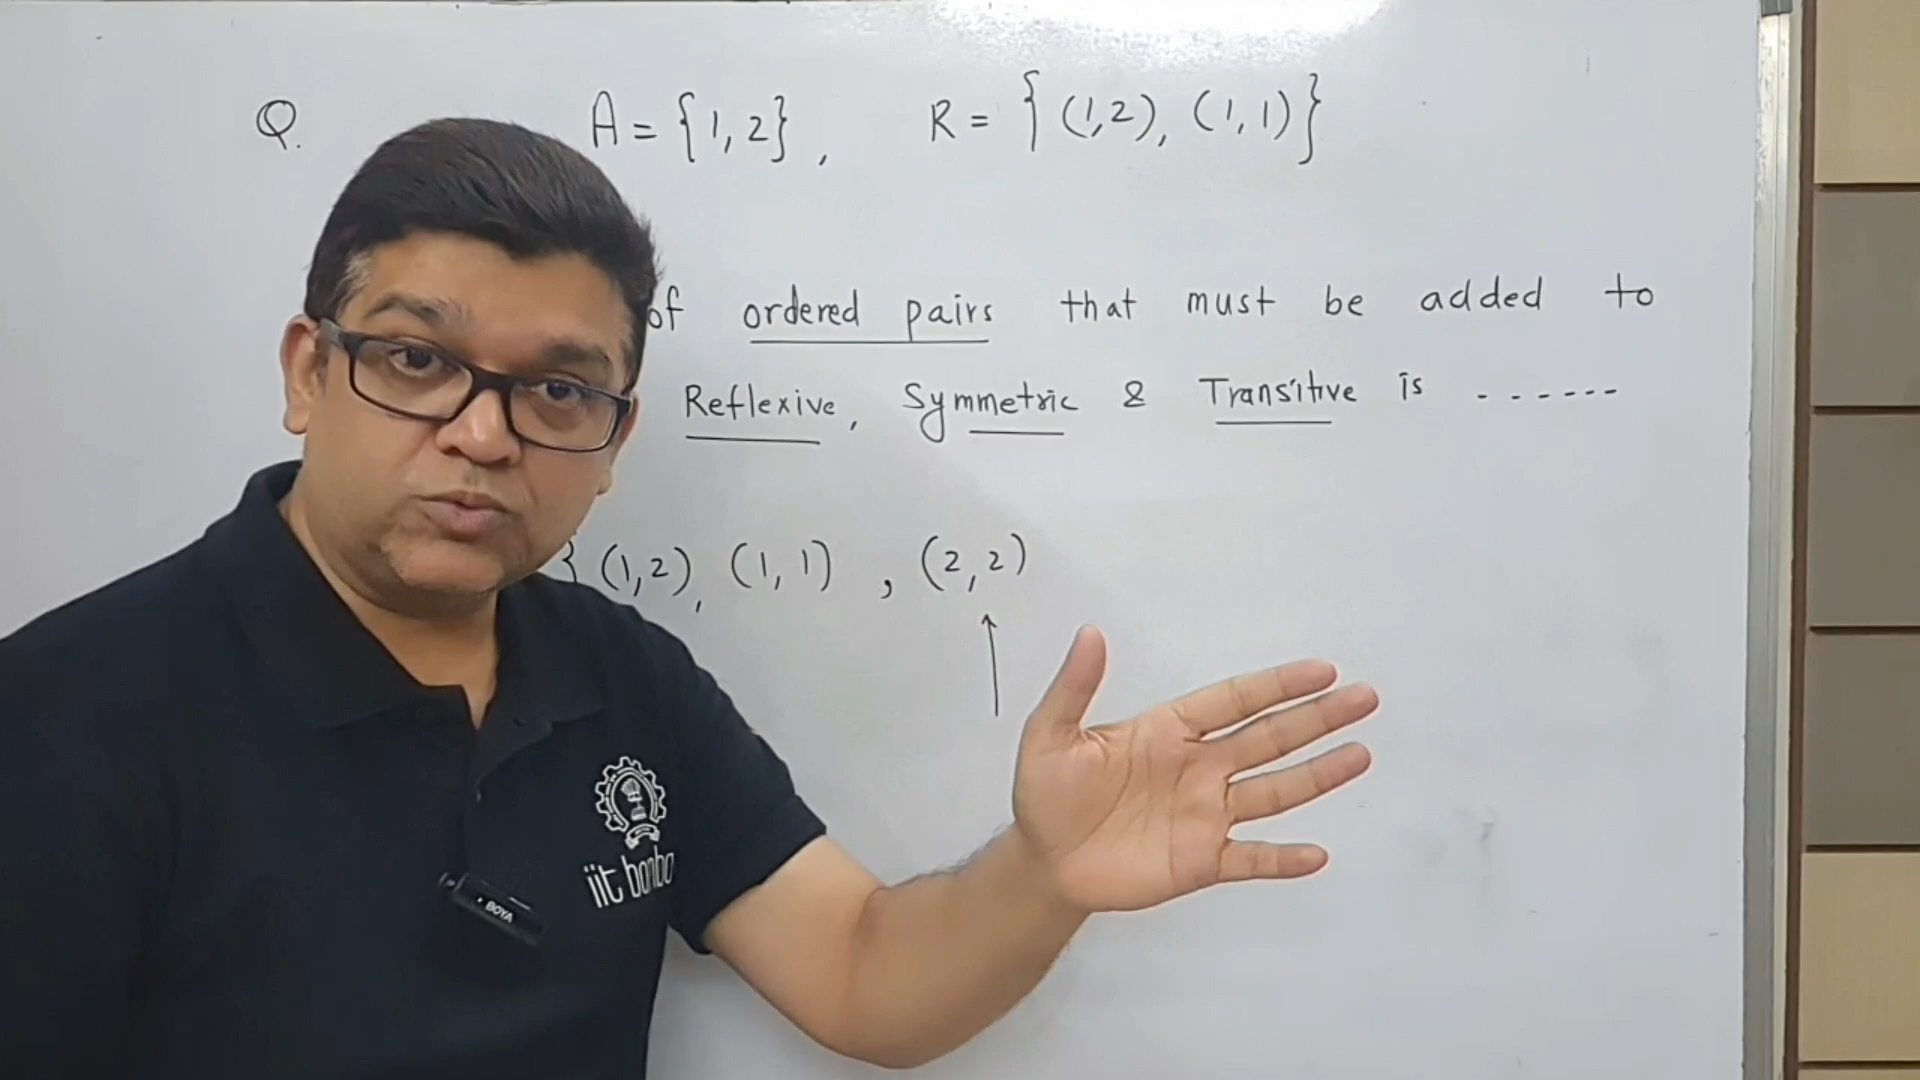 Q. A = {1, 2}, R = { (1,2), (1, 1)}
of ordered pairs that must be added to
Reflexive, Symmetric & Transitive is ......
{ (1,2), (1, 1) , (2, 2)
iit bomba
BOYA